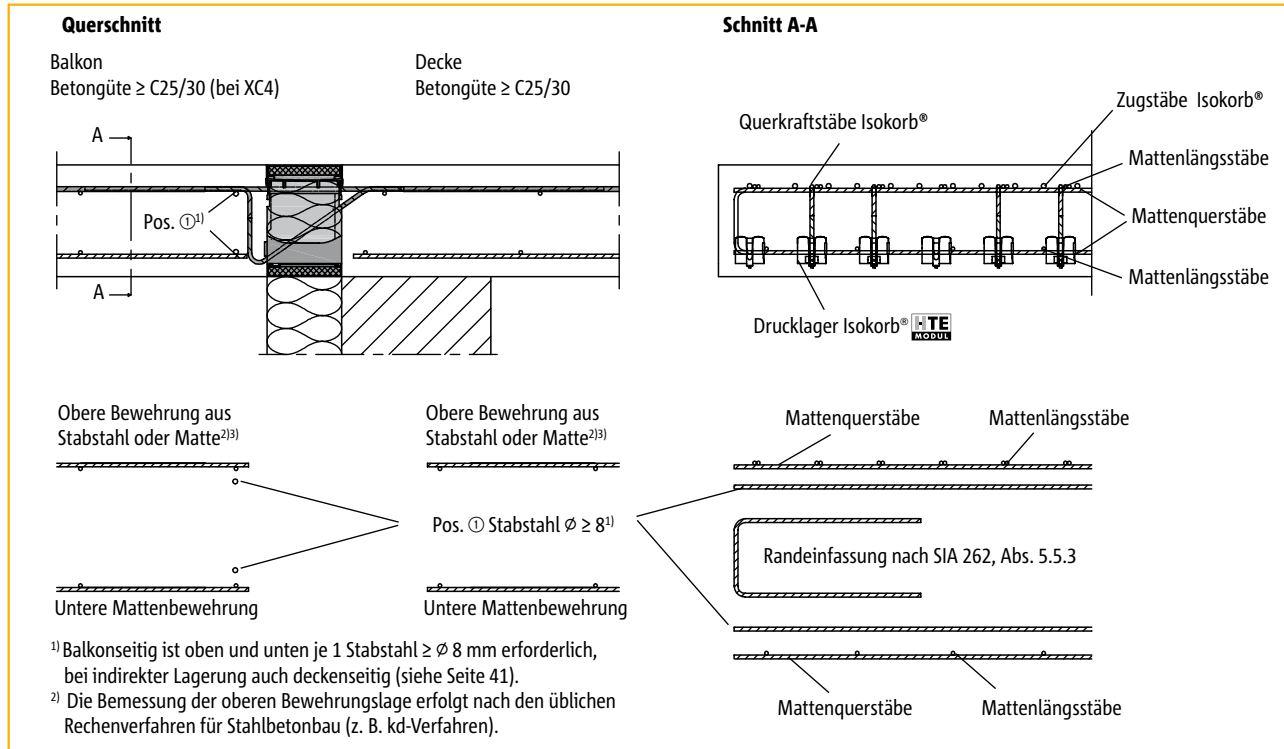 Querschnitt
Balkon
Betongüte ≥ C25/30 (bei XC4)
Decke
Betongüte ≥ C25/30
A
Pos. ①¹⁾
A
Schnitt A-A
Querkraftstäbe Isokorb®
Zugstäbe Isokorb®
Mattenlängsstäbe
Mattenquerstäbe
Mattenlängsstäbe
Drucklager Isokorb® HTE
MODUL
Obere Bewehrung aus
Stabstahl oder Matte²⁾³⁾
Obere Bewehrung aus
Stabstahl oder Matte²⁾³⁾
Pos. ① Stabstahl ⌀ ≥ 8¹⁾
Untere Mattenbewehrung
Untere Mattenbewehrung
Mattenquerstäbe
Mattenlängsstäbe
Randeinfassung nach SIA 262, Abs. 5.5.3
Mattenquerstäbe
Mattenlängsstäbe
¹⁾ Balkonseitig ist oben und unten je 1 Stabstahl ≥ ⌀ 8 mm erforderlich,
bei indirekter Lagerung auch deckenseitig (siehe Seite 41).
²⁾ Die Bemessung der oberen Bewehrungslage erfolgt nach den üblichen
Rechenverfahren für Stahlbetonbau (z. B. kd-Verfahren).